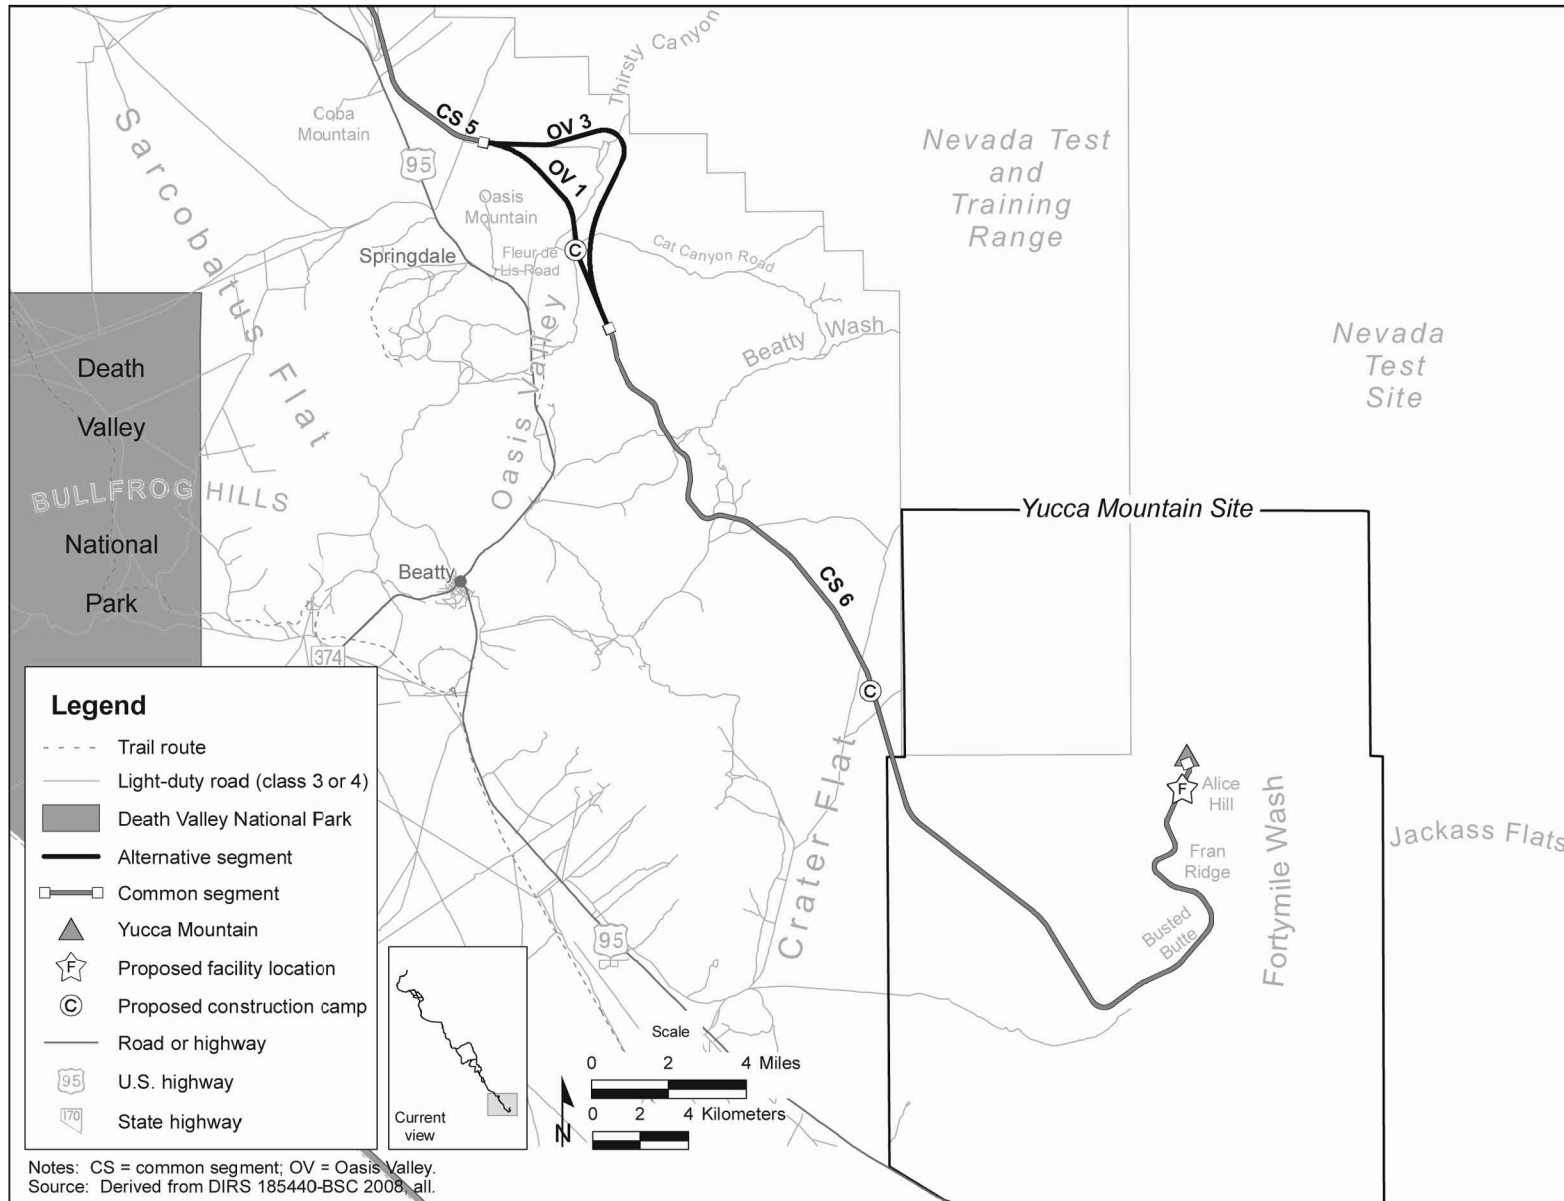 Thirsty Canyon
CS 5
OV 3
OV 1
Coba
Mountain
95
Sarcobatus Flat
Nevada Test
and
Training
Range
Oasis
Mountain
Springdale
Fleur de
Lis Road
C
Cat Canyon Road
Oasis Valley
Beatty Wash
Nevada
Test
Site
Death
Valley
National
Park
BULLFROG HILLS
Yucca Mountain Site
Beatty
CS 6
374
C
Crater Flat
F
Alice
Hill
Fran
Ridge
Busted
Butte
Fortymile Wash
Jackass Flats
95
Legend
Trail route
Light-duty road (class 3 or 4)
Death Valley National Park
Alternative segment
Common segment
Yucca Mountain
F Proposed facility location
C Proposed construction camp
Road or highway
95 U.S. highway
170 State highway
Current
view
N
Scale
0 2 4 Miles
0 2 4 Kilometers
Notes: CS = common segment; OV = Oasis Valley.
Source: Derived from DIRS 185440-BSC 2008, all.